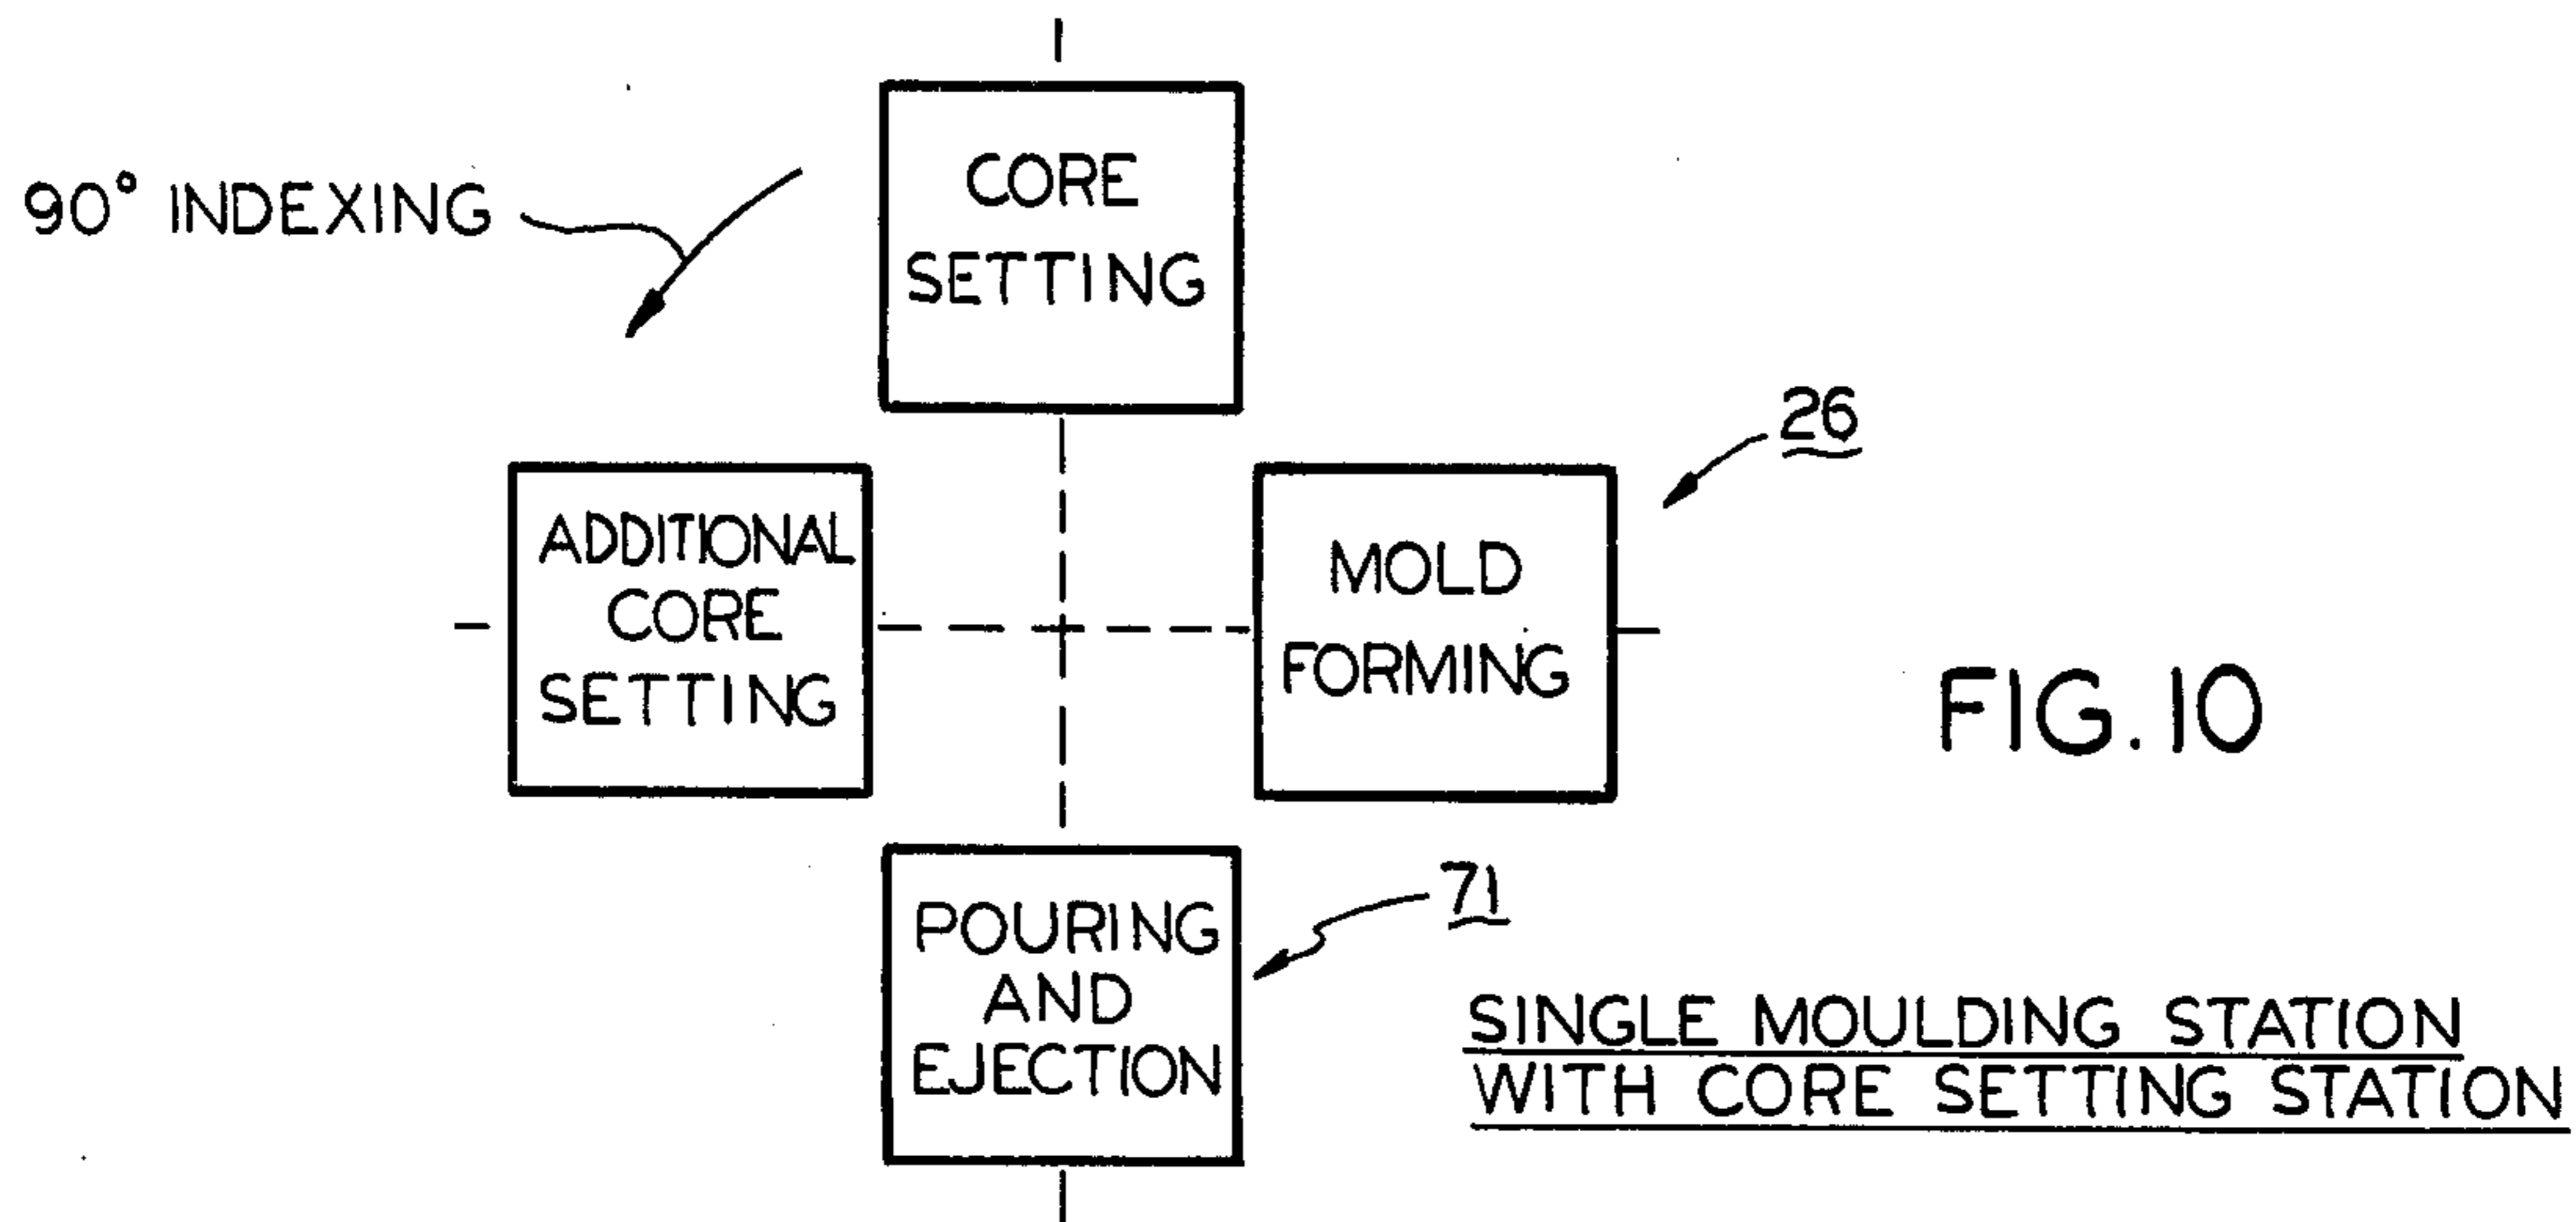 90° INDEXING
CORE
SETTING
26
ADDITIONAL
CORE
SETTING
MOLD
FORMING
FIG. 10
POURING
AND
EJECTION
71
SINGLE MOULDING STATION
WITH CORE SETTING STATION